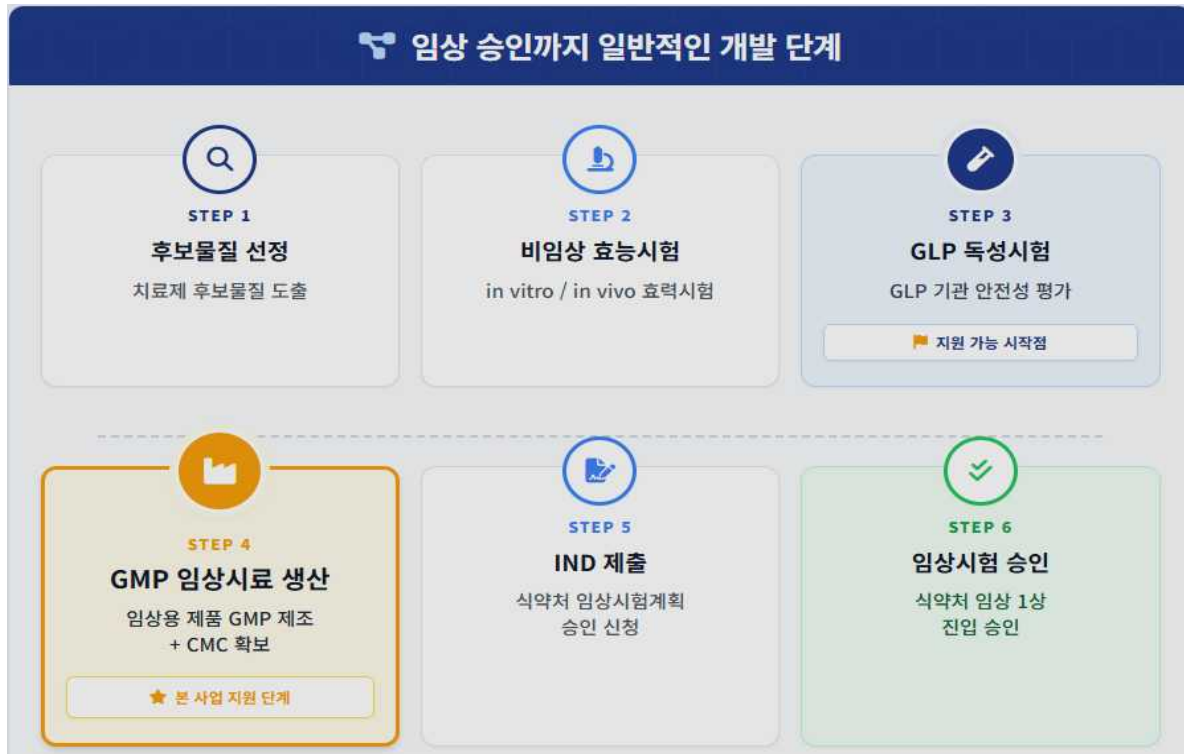 임상 승인까지 일반적인 개발 단계
STEP 1
후보물질 선정
치료제 후보물질 도출
STEP 2
비임상 효능시험
in vitro / in vivo 효력시험
STEP 3
GLP 독성시험
GLP 기관 안전성 평가
지원 가능 시작점
STEP 4
GMP 임상시료 생산
임상용 제품 GMP 제조
+ CMC 확보
본 사업 지원 단계
STEP 5
IND 제출
식약처 임상시험계획
승인 신청
STEP 6
임상시험 승인
식약처 임상 1상
진입 승인